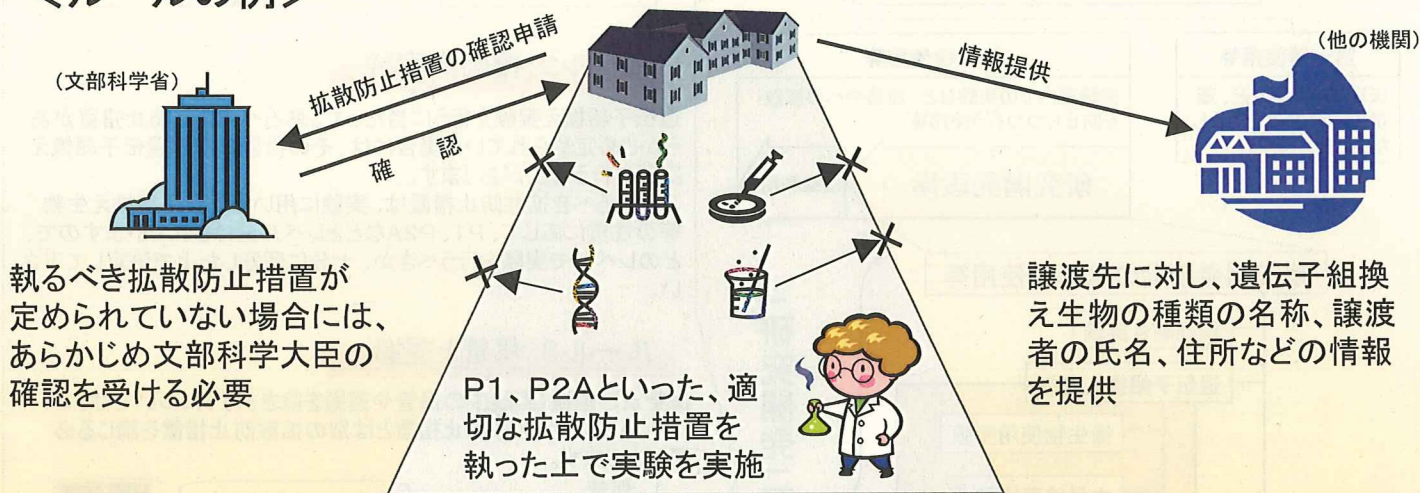 ＜ルールの例＞
(文部科学省)
拡散防止措置の確認申請
確　認
情報提供
(他の機関)
執るべき拡散防止措置が
定められていない場合には、
あらかじめ文部科学大臣の
確認を受ける必要
P1、P2Aといった、適
切な拡散防止措置を
執った上で実験を実施
譲渡先に対し、遺伝子組換
え生物の種類の名称、譲渡
者の氏名、住所などの情報
を提供